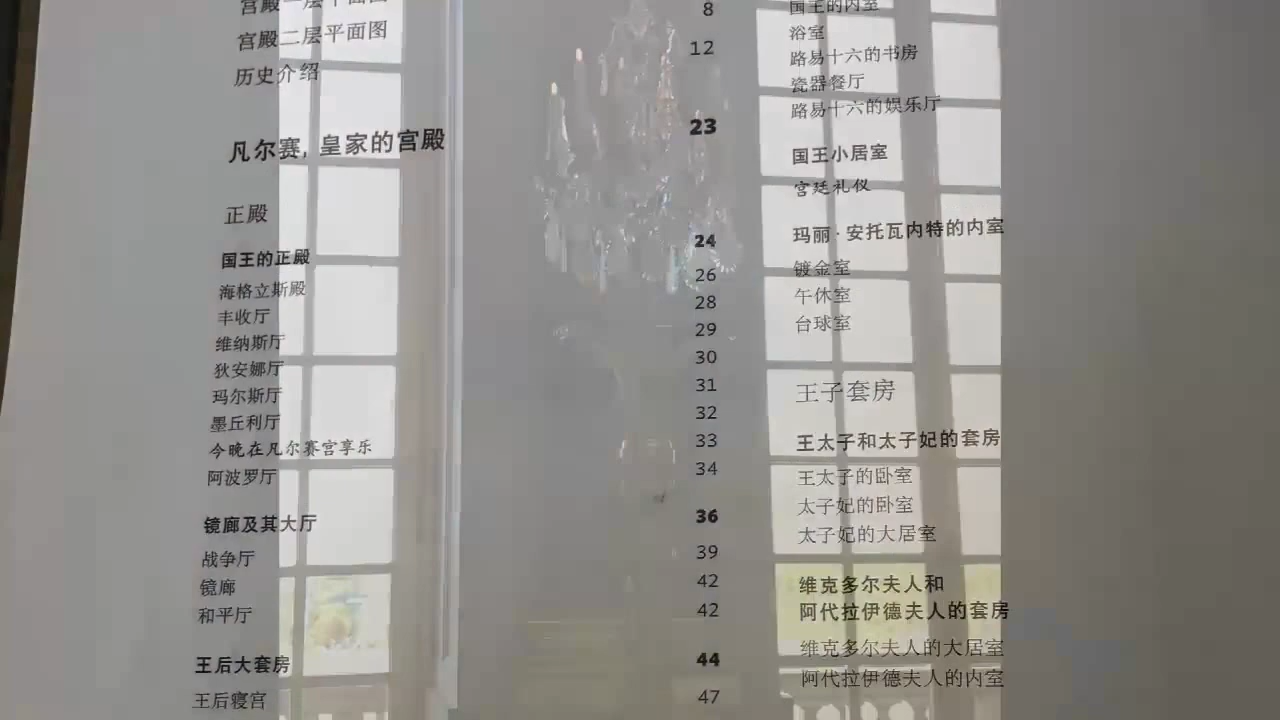 宫殿一层平面图
宫殿二层平面图
历史介绍
凡尔赛, 皇家的宫殿
正殿
国王的正殿
海格立斯殿
丰收厅
维纳斯厅
狄安娜厅
玛尔斯厅
墨丘利厅
今晚在凡尔赛宫享乐
阿波罗厅
镜廊及其大厅
战争厅
镜廊
和平厅
王后大套房
王后寝宫
8
12
23
24
26
28
29
30
31
32
33
34
36
39
42
42
44
47
国王的内室
浴室
路易十六的书房
瓷器餐厅
路易十六的娱乐厅
国王小居室
宫廷礼仪
玛丽·安托瓦内特的内室
镀金室
午休室
台球室
王子套房
王太子和太子妃的套房
王太子的卧室
太子妃的卧室
太子妃的大居室
维克多尔夫人和
阿代拉伊德夫人的套房
维克多尔夫人的大居室
阿代拉伊德夫人的内室